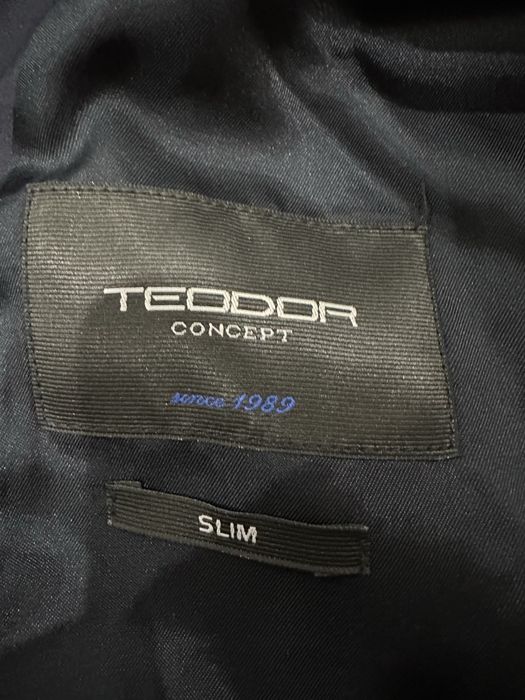 TEODOR
CONCEPT
since 1989
SLIM